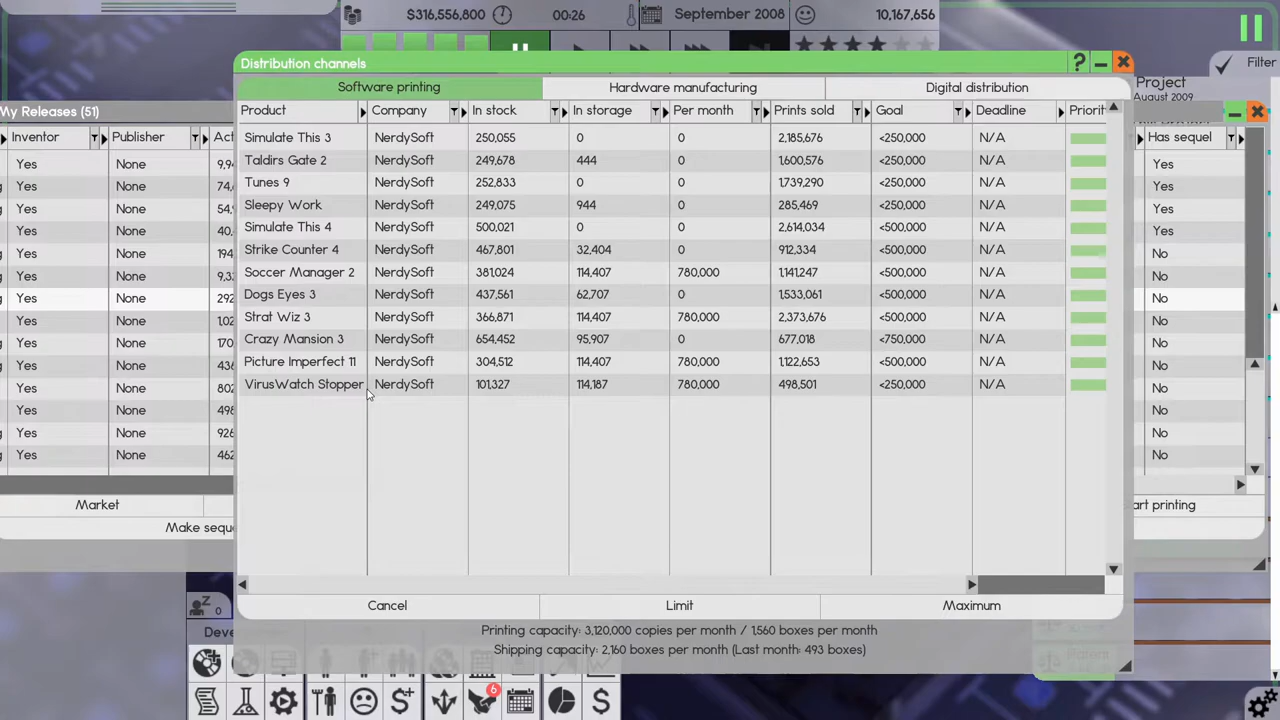 $316,556,800 00:26 September 2008 10,167,656
Distribution channels ?
Filter
Project
August 2009
Software printing Hardware manufacturing Digital distribution
My Releases (51)
Inventor Publisher Has sequel
Product Company In stock In storage Per month Prints sold Goal Deadline
Simulate This 3 NerdySoft 250,055 0 0 2,185,676 <250,000 N/A
Taldirs Gate 2 NerdySoft 249,678 444 0 1,600,576 <250,000 N/A
Tunes 9 NerdySoft 252,833 0 0 1,739,290 <250,000 N/A
Sleepy Work NerdySoft 249,075 944 0 285,469 <250,000 N/A
Simulate This 4 NerdySoft 500,021 0 0 2,614,034 <500,000 N/A
Strike Counter 4 NerdySoft 467,801 32,404 0 912,334 <500,000 N/A
Soccer Manager 2 NerdySoft 381,024 114,407 780,000 1,141,247 <500,000 N/A
Dogs Eyes 3 NerdySoft 437,561 62,707 0 1,533,061 <500,000 N/A
Strat Wiz 3 NerdySoft 366,871 114,407 780,000 2,373,676 <500,000 N/A
Crazy Mansion 3 NerdySoft 654,452 95,907 0 677,018 <750,000 N/A
Picture Imperfect 11 NerdySoft 304,512 114,407 780,000 1,122,653 <500,000 N/A
VirusWatch Stopper NerdySoft 101,327 114,187 780,000 498,501 <250,000 N/A
Yes None Yes
Yes None Yes
Yes None Yes
Yes None Yes
Yes None No
Yes None No
Yes None No
Yes None No
Yes None No
Yes None No
Yes None No
Yes None No
Yes None No
Yes None No
Market
Cancel Limit Maximum
Printing capacity: 3,120,000 copies per month / 1,560 boxes per month
Shipping capacity: 2,160 boxes per month (Last month: 493 boxes)
Z 0
6